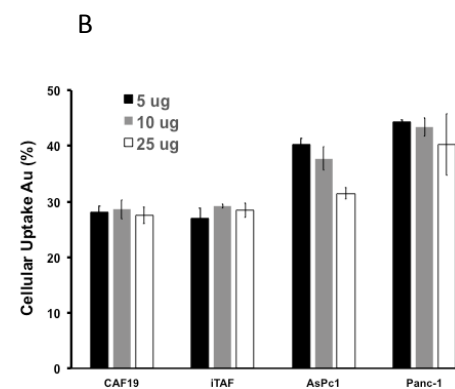 B
50
5 ug
10 ug
40
25 ug
30
20
10
0
Cellular Uptake Au (%)
CAF19 iTAF AsPc1 Panc-1